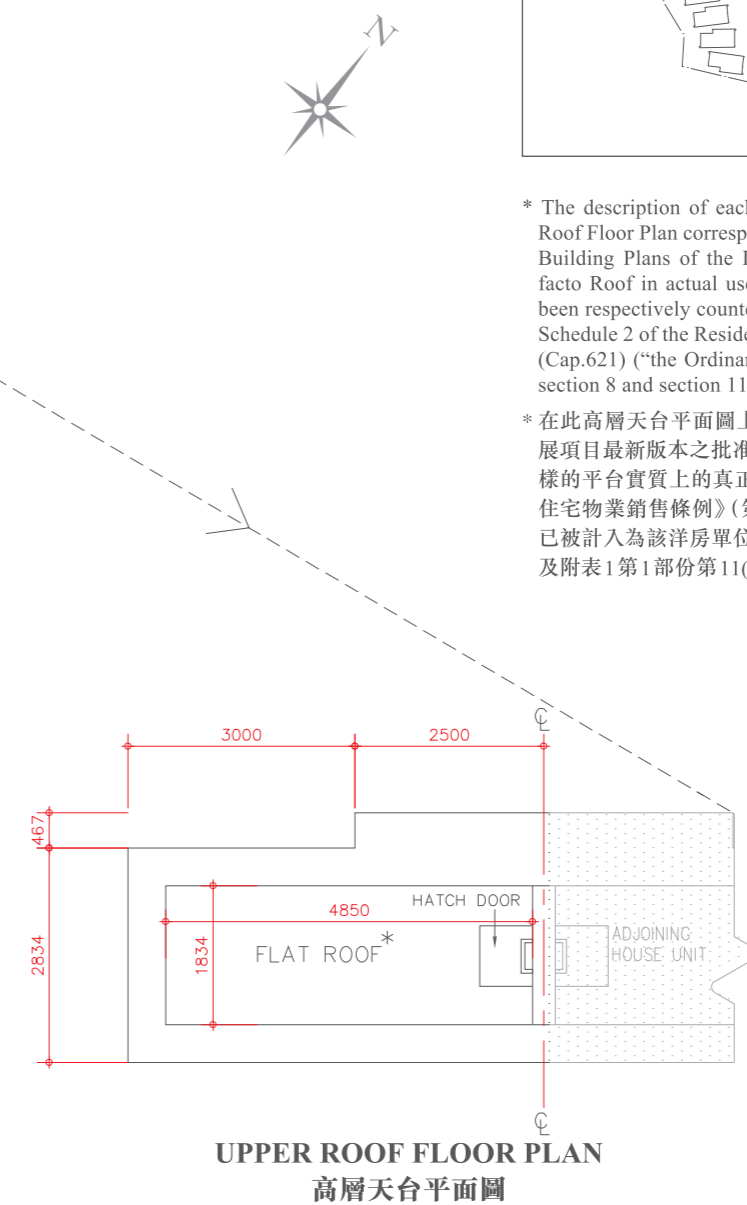 N
* The description of each
Roof Floor Plan corresp
Building Plans of the
facto Roof in actual us
been respectively count
Schedule 2 of the Reside
(Cap.621) (“the Ordina
section 8 and section 11
* 在此高層天台平面圖上
展項目最新版本之批准
樣的平台實質上的真正
住宅物業銷售條例》(第
已被計入為該洋房單位
及附表1第1部份第11(
℄
3000
2500
467
2834
4850
1834
HATCH DOOR
FLAT ROOF*
ADJOINING
HOUSE UNIT
℄
UPPER ROOF FLOOR PLAN
高層天台平面圖